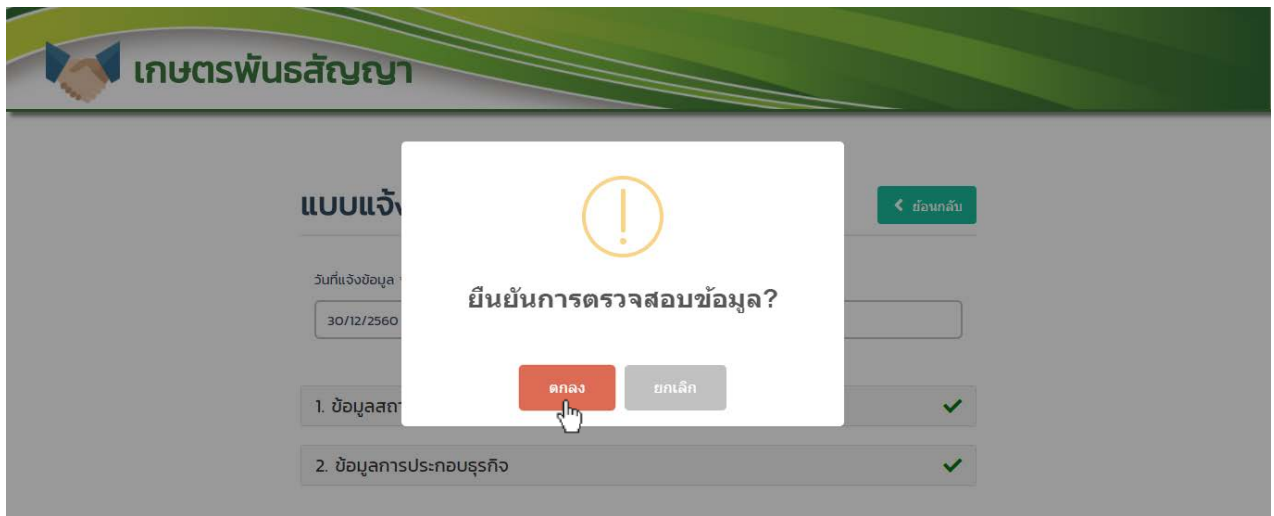 เกษตรพันธสัญญา
แบบแจ้ง
ย้อนกลับ
วันที่แจ้งข้อมูล
30/12/2560
ยืนยันการตรวจสอบข้อมูล?
ตกลง
ยกเลิก
1. ข้อมูลสถา
2. ข้อมูลการประกอบธุรกิจ